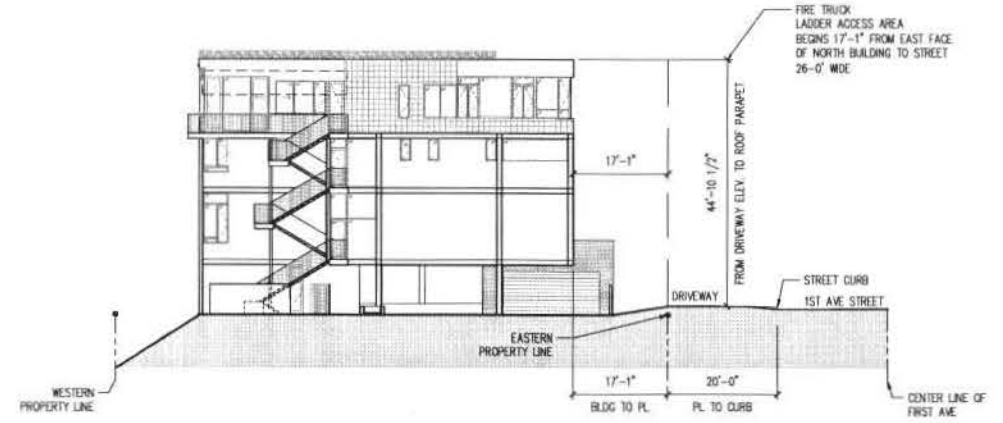 FIRE TRUCK
LADDER ACCESS AREA
BEGINS 17'-1" FROM EAST FACE
OF NORTH BUILDING TO STREET
26-0' WIDE
17'-1"
44'-10 1/2"
FROM DRIVEWAY ELEV. TO ROOF PARAPET
STREET CURB
DRIVEWAY
1ST AVE STREET
EASTERN
PROPERTY LINE
WESTERN
PROPERTY LINE
17'-1"
20'-0"
BLDG TO PL
PL TO CURB
CENTER LINE OF
FIRST AVE